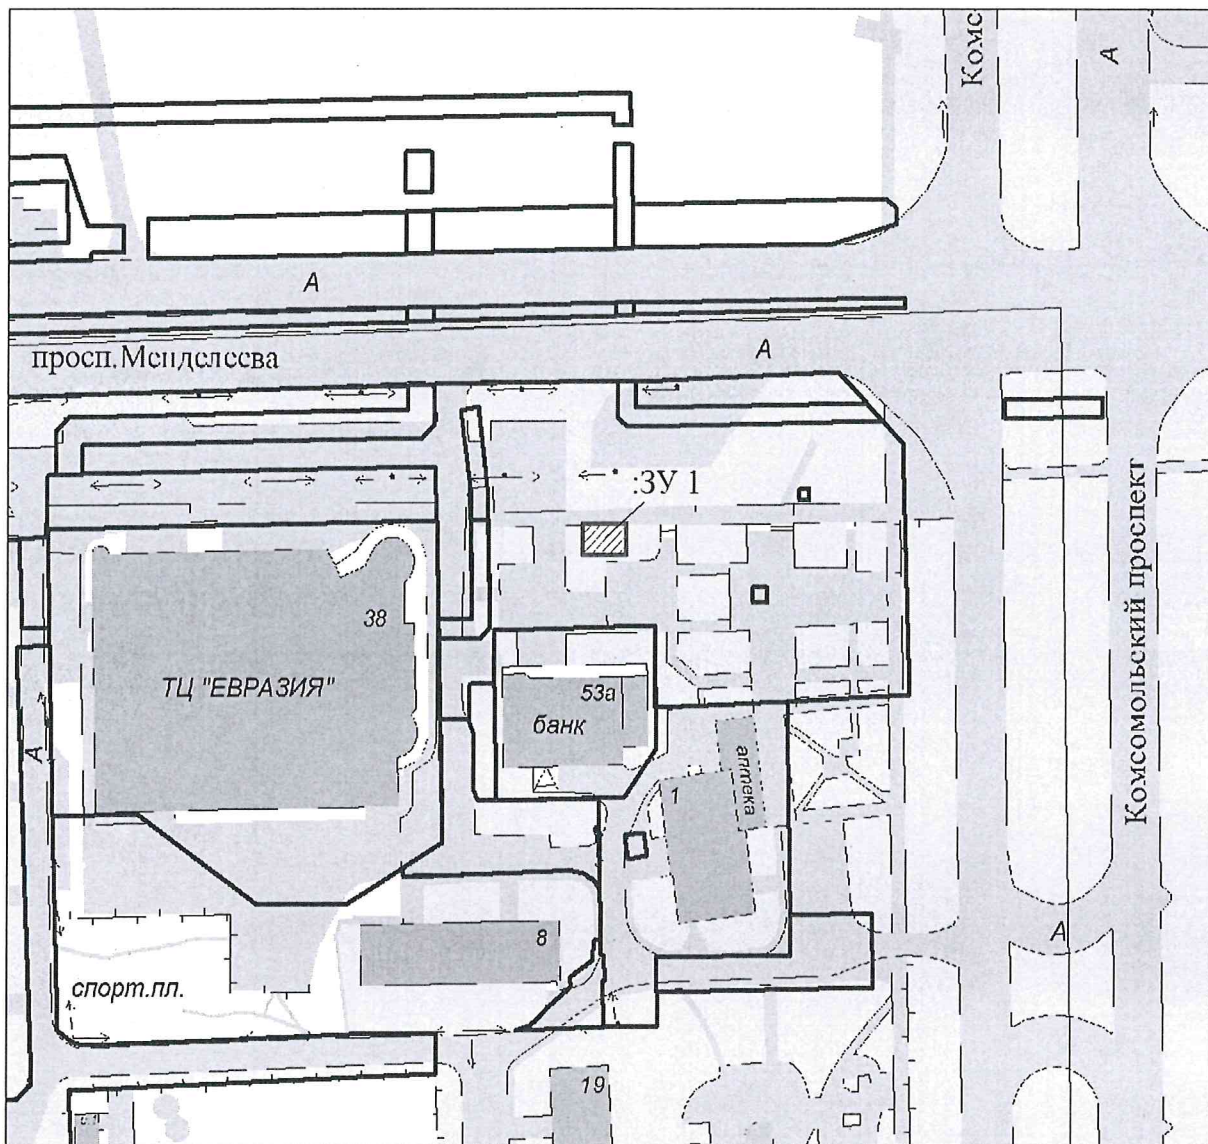 Комс
А
А
просп.Менделеева
А
:ЗУ 1
38
ТЦ "ЕВРАЗИЯ"
53а
банк
аптека
1
А
Комсомольский проспект
8
А
спорт.пл.
19